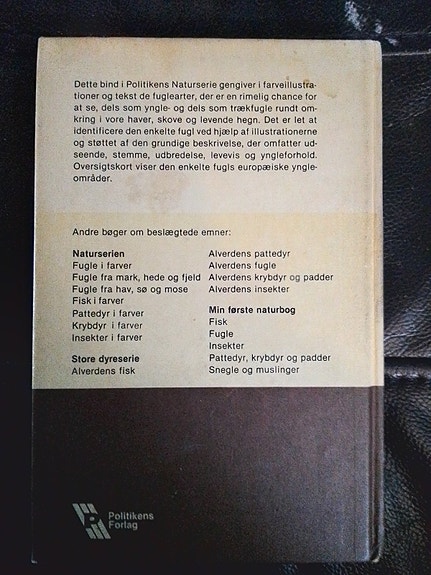 Dette bind i Politikens Naturserie gengiver i farveillustra-
tioner og tekst de fuglearter, der er en rimelig chance for
at se, dels som yngle- og dels som trækfugle rundt om-
kring i vore haver, skove og levende hegn. Det er let at
identificere den enkelte fugl ved hjælp af illustrationerne
og støttet af den grundige beskrivelse, der omfatter ud-
seende, stemme, udbredelse, levevis og yngleforhold.
Oversigtskort viser den enkelte fugls europæiske yngle-
områder.
Andre bøger om beslægtede emner:
Naturserien
Fugle i farver
Fugle fra mark, hede og fjeld
Fugle fra hav, sø og mose
Fisk i farver
Pattedyr i farver
Krybdyr i farver
Insekter i farver
Store dyreserie
Alverdens fisk
Alverdens pattedyr
Alverdens fugle
Alverdens krybdyr og padder
Alverdens insekter
Min første naturbog
Fisk
Fugle
Insekter
Pattedyr, krybdyr og padder
Snegle og muslinger
Politikens
Forlag